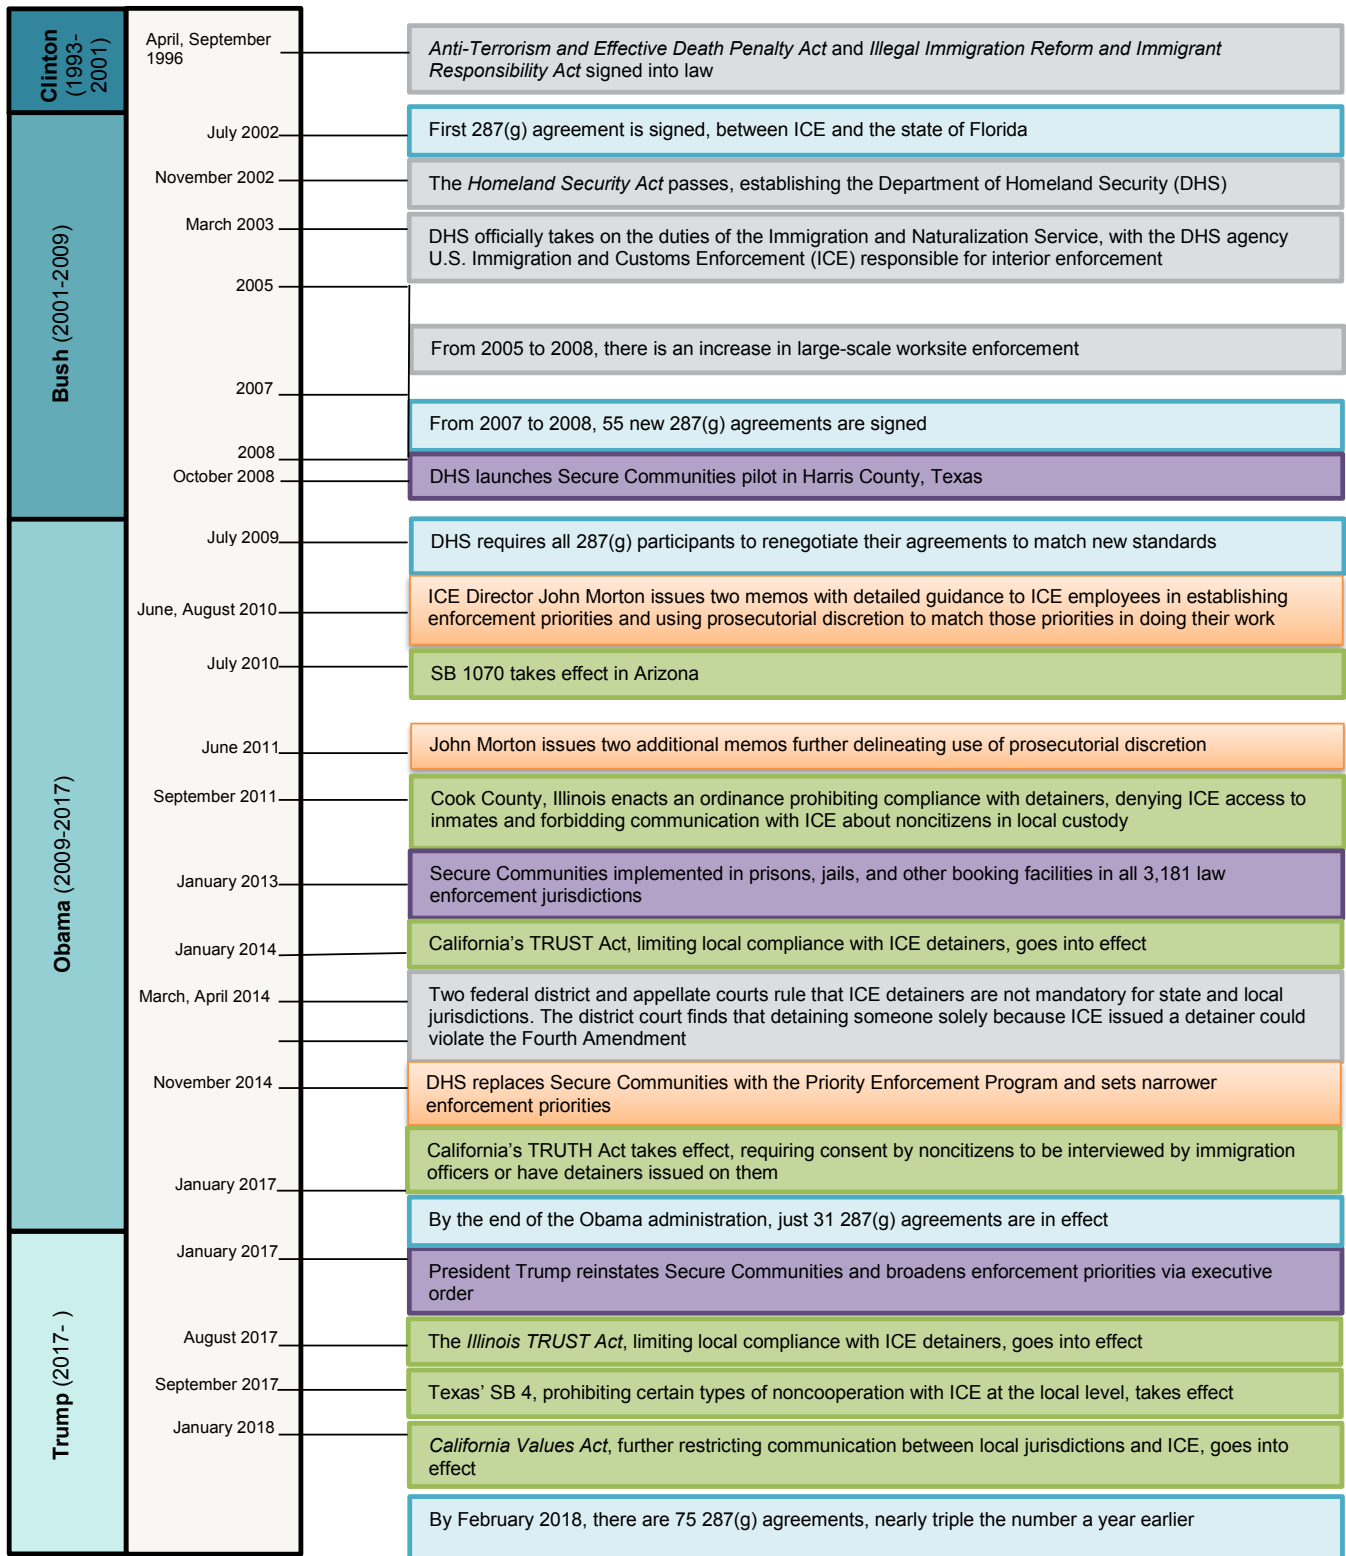 Clinton
(1993-
2001)
April, September
1996
Anti-Terrorism and Effective Death Penalty Act and Illegal Immigration Reform and Immigrant
Responsibility Act signed into law
Bush (2001-2009)
July 2002
First 287(g) agreement is signed, between ICE and the state of Florida
November 2002
The Homeland Security Act passes, establishing the Department of Homeland Security (DHS)
March 2003
DHS officially takes on the duties of the Immigration and Naturalization Service, with the DHS agency
U.S. Immigration and Customs Enforcement (ICE) responsible for interior enforcement
2005
From 2005 to 2008, there is an increase in large-scale worksite enforcement
2007
From 2007 to 2008, 55 new 287(g) agreements are signed
2008
October 2008
DHS launches Secure Communities pilot in Harris County, Texas
Obama (2009-2017)
July 2009
DHS requires all 287(g) participants to renegotiate their agreements to match new standards
June, August 2010
ICE Director John Morton issues two memos with detailed guidance to ICE employees in establishing
enforcement priorities and using prosecutorial discretion to match those priorities in doing their work
July 2010
SB 1070 takes effect in Arizona
June 2011
John Morton issues two additional memos further delineating use of prosecutorial discretion
September 2011
Cook County, Illinois enacts an ordinance prohibiting compliance with detainers, denying ICE access to
inmates and forbidding communication with ICE about noncitizens in local custody
January 2013
Secure Communities implemented in prisons, jails, and other booking facilities in all 3,181 law
enforcement jurisdictions
January 2014
California's TRUST Act, limiting local compliance with ICE detainers, goes into effect
March, April 2014
Two federal district and appellate courts rule that ICE detainers are not mandatory for state and local
jurisdictions. The district court finds that detaining someone solely because ICE issued a detainer could
violate the Fourth Amendment
November 2014
DHS replaces Secure Communities with the Priority Enforcement Program and sets narrower
enforcement priorities
California's TRUTH Act takes effect, requiring consent by noncitizens to be interviewed by immigration
officers or have detainers issued on them
January 2017
By the end of the Obama administration, just 31 287(g) agreements are in effect
Trump (2017- )
January 2017
President Trump reinstates Secure Communities and broadens enforcement priorities via executive
order
August 2017
The Illinois TRUST Act, limiting local compliance with ICE detainers, goes into effect
September 2017
Texas' SB 4, prohibiting certain types of noncooperation with ICE at the local level, takes effect
January 2018
California Values Act, further restricting communication between local jurisdictions and ICE, goes into
effect
By February 2018, there are 75 287(g) agreements, nearly triple the number a year earlier